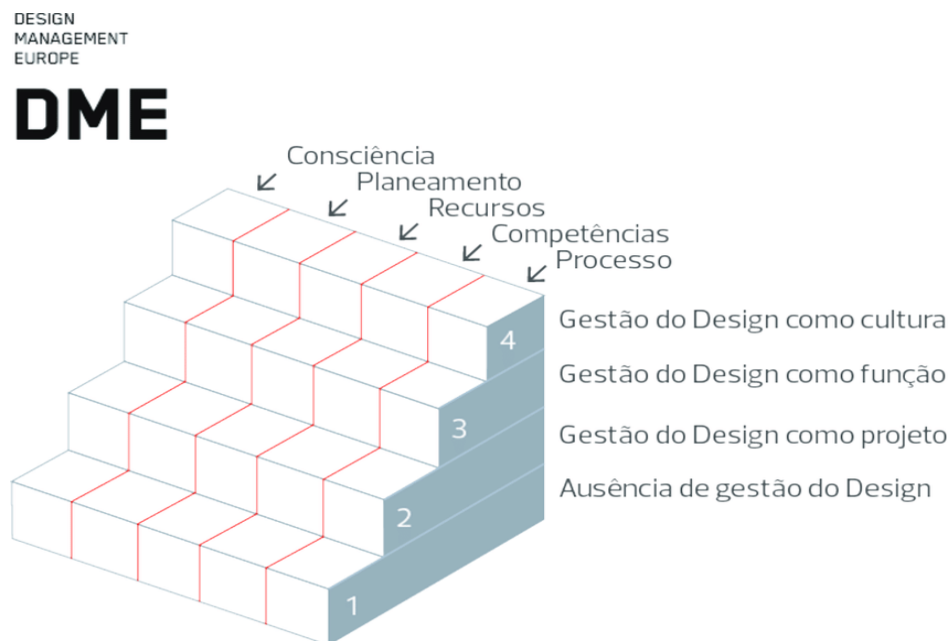 DESIGN
MANAGEMENT
EUROPE
DME
Consciência
Planeamento
Recursos
Competências
Processo
4
Gestão do Design como cultura
3
Gestão do Design como função
2
Gestão do Design como projeto
1
Ausência de gestão do Design